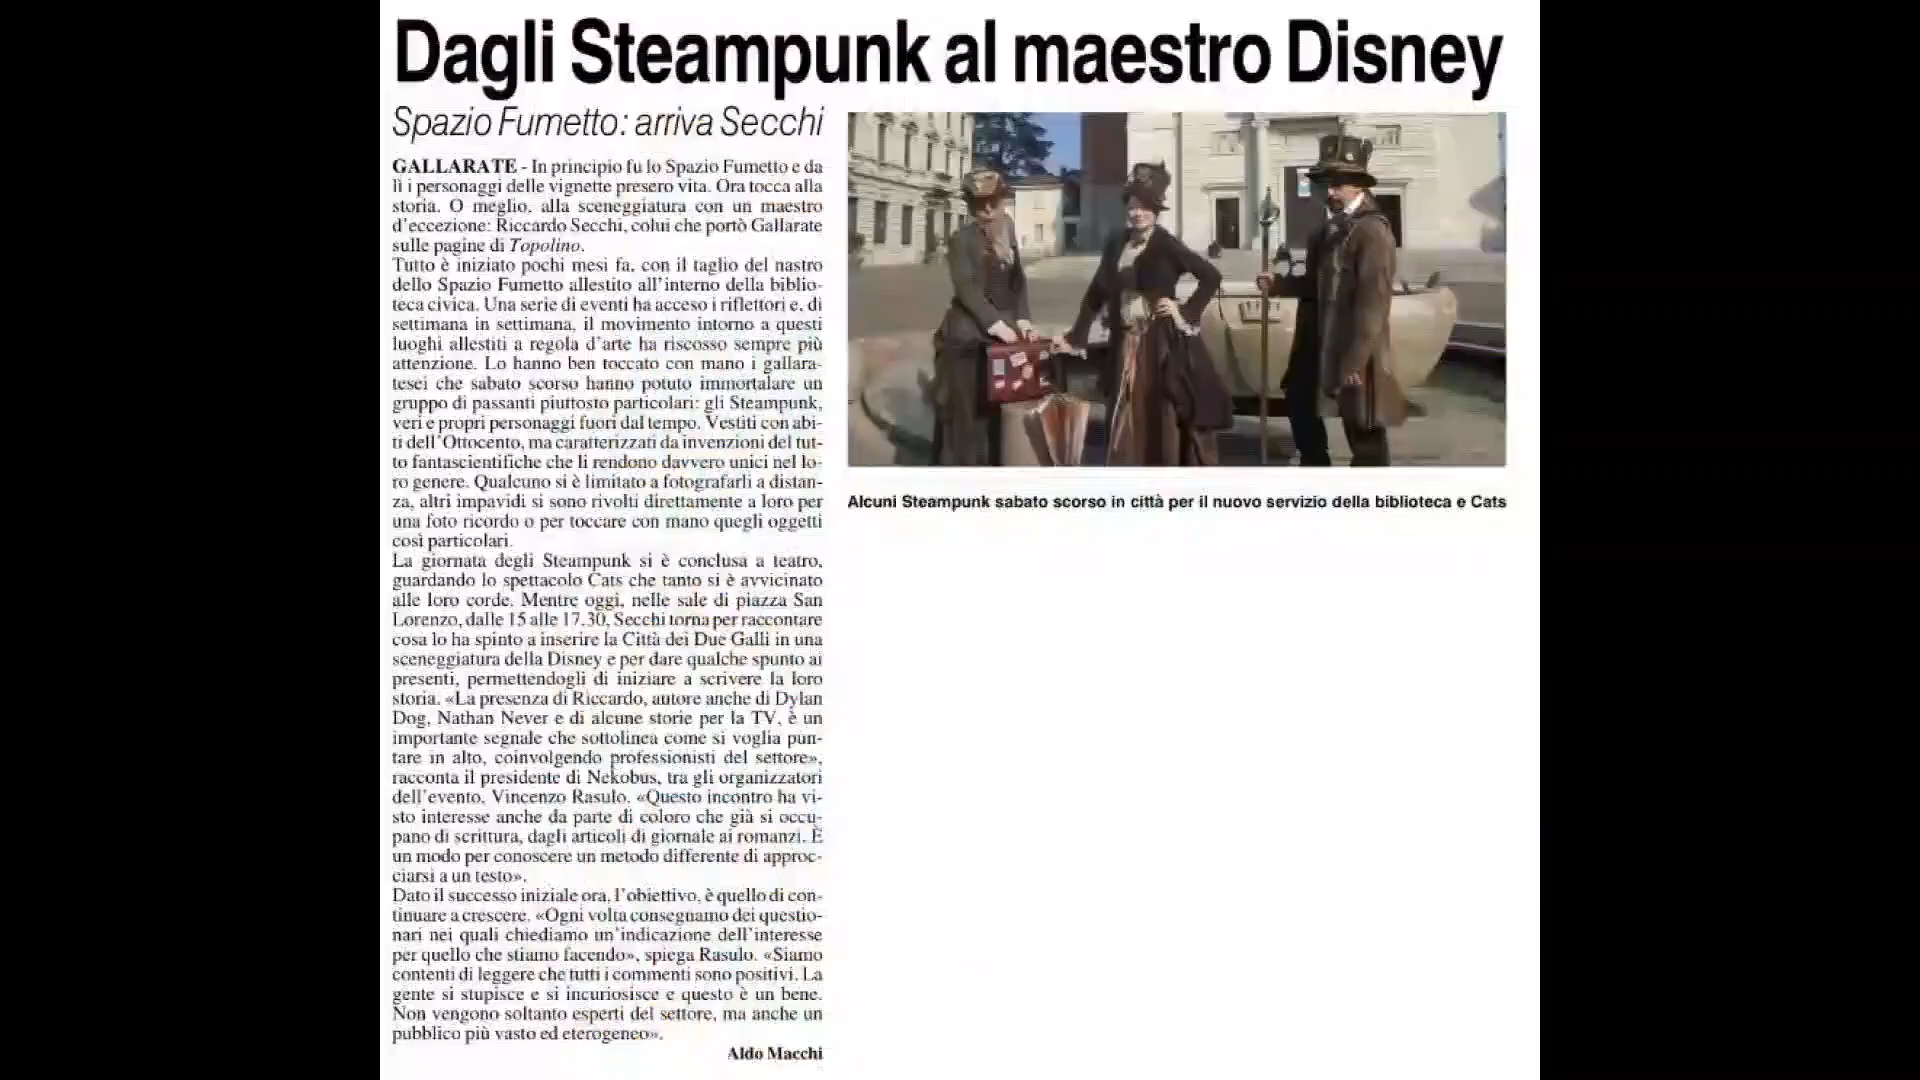 Dagli Steampunk al maestro Disney
Spazio Fumetto: arriva Secchi
GALLARATE - In principio fu lo Spazio Fumetto e da
lì i personaggi delle vignette presero vita. Ora tocca alla
storia. O meglio, alla sceneggiatura con un maestro
d'eccezione: Riccardo Secchi, colui che portò Gallarate
sulle pagine di Topolino.
Tutto è iniziato pochi mesi fa, con il taglio del nastro
dello Spazio Fumetto allestito all'interno della biblio-
teca civica. Una serie di eventi ha acceso i riflettori e, di
settimana in settimana, il movimento intorno a questi
luoghi allestiti a regola d'arte ha riscosso sempre più
attenzione. Lo hanno ben toccato con mano i gallara-
tesei che sabato scorso hanno potuto immortalare un
gruppo di passanti piuttosto particolari: gli Steampunk,
veri e propri personaggi fuori dal tempo. Vestiti con abi-
ti dell'Ottocento, ma caratterizzati da invenzioni del tut-
to fantascientifiche che li rendono davvero unici nel lo-
ro genere. Qualcuno si è limitato a fotografarli a distan-
za, altri impavidi si sono rivolti direttamente a loro per
una foto ricordo o per toccare con mano quegli oggetti
così particolari.
La giornata degli Steampunk si è conclusa a teatro,
guardando lo spettacolo Cats che tanto si è avvicinato
alle loro corde. Mentre oggi, nelle sale di piazza San
Lorenzo, dalle 15 alle 17.30, Secchi torna per raccontare
cosa lo ha spinto a inserire la Città dei Due Galli in una
sceneggiatura della Disney e per dare qualche spunto ai
presenti, permettendogli di iniziare a scrivere la loro
storia. «La presenza di Riccardo, autore anche di Dylan
Dog, Nathan Never e di alcune storie per la TV, è un
importante segnale che sottolinea come si voglia pun-
tare in alto, coinvolgendo professionisti del settore»,
racconta il presidente di Nekobus, tra gli organizzatori
dell'evento, Vincenzo Rasulo. «Questo incontro ha vi-
sto interesse anche da parte di coloro che già si occu-
pano di scrittura, dagli articoli di giornale ai romanzi. È
un modo per conoscere un metodo differente di approc-
ciarsi a un testo».
Dato il successo iniziale ora, l'obiettivo, è quello di con-
tinuare a crescere. «Ogni volta consegnamo dei questio-
nari nei quali chiediamo un'indicazione dell'interesse
per quello che stiamo facendo», spiega Rasulo. «Siamo
contenti di leggere che tutti i commenti sono positivi. La
gente si stupisce e si incuriosisce e questo è un bene.
Non vengono soltanto esperti del settore, ma anche un
pubblico più vasto ed eterogeneo».
Aldo Macchi
Alcuni Steampunk sabato scorso in città per il nuovo servizio della biblioteca e Cats